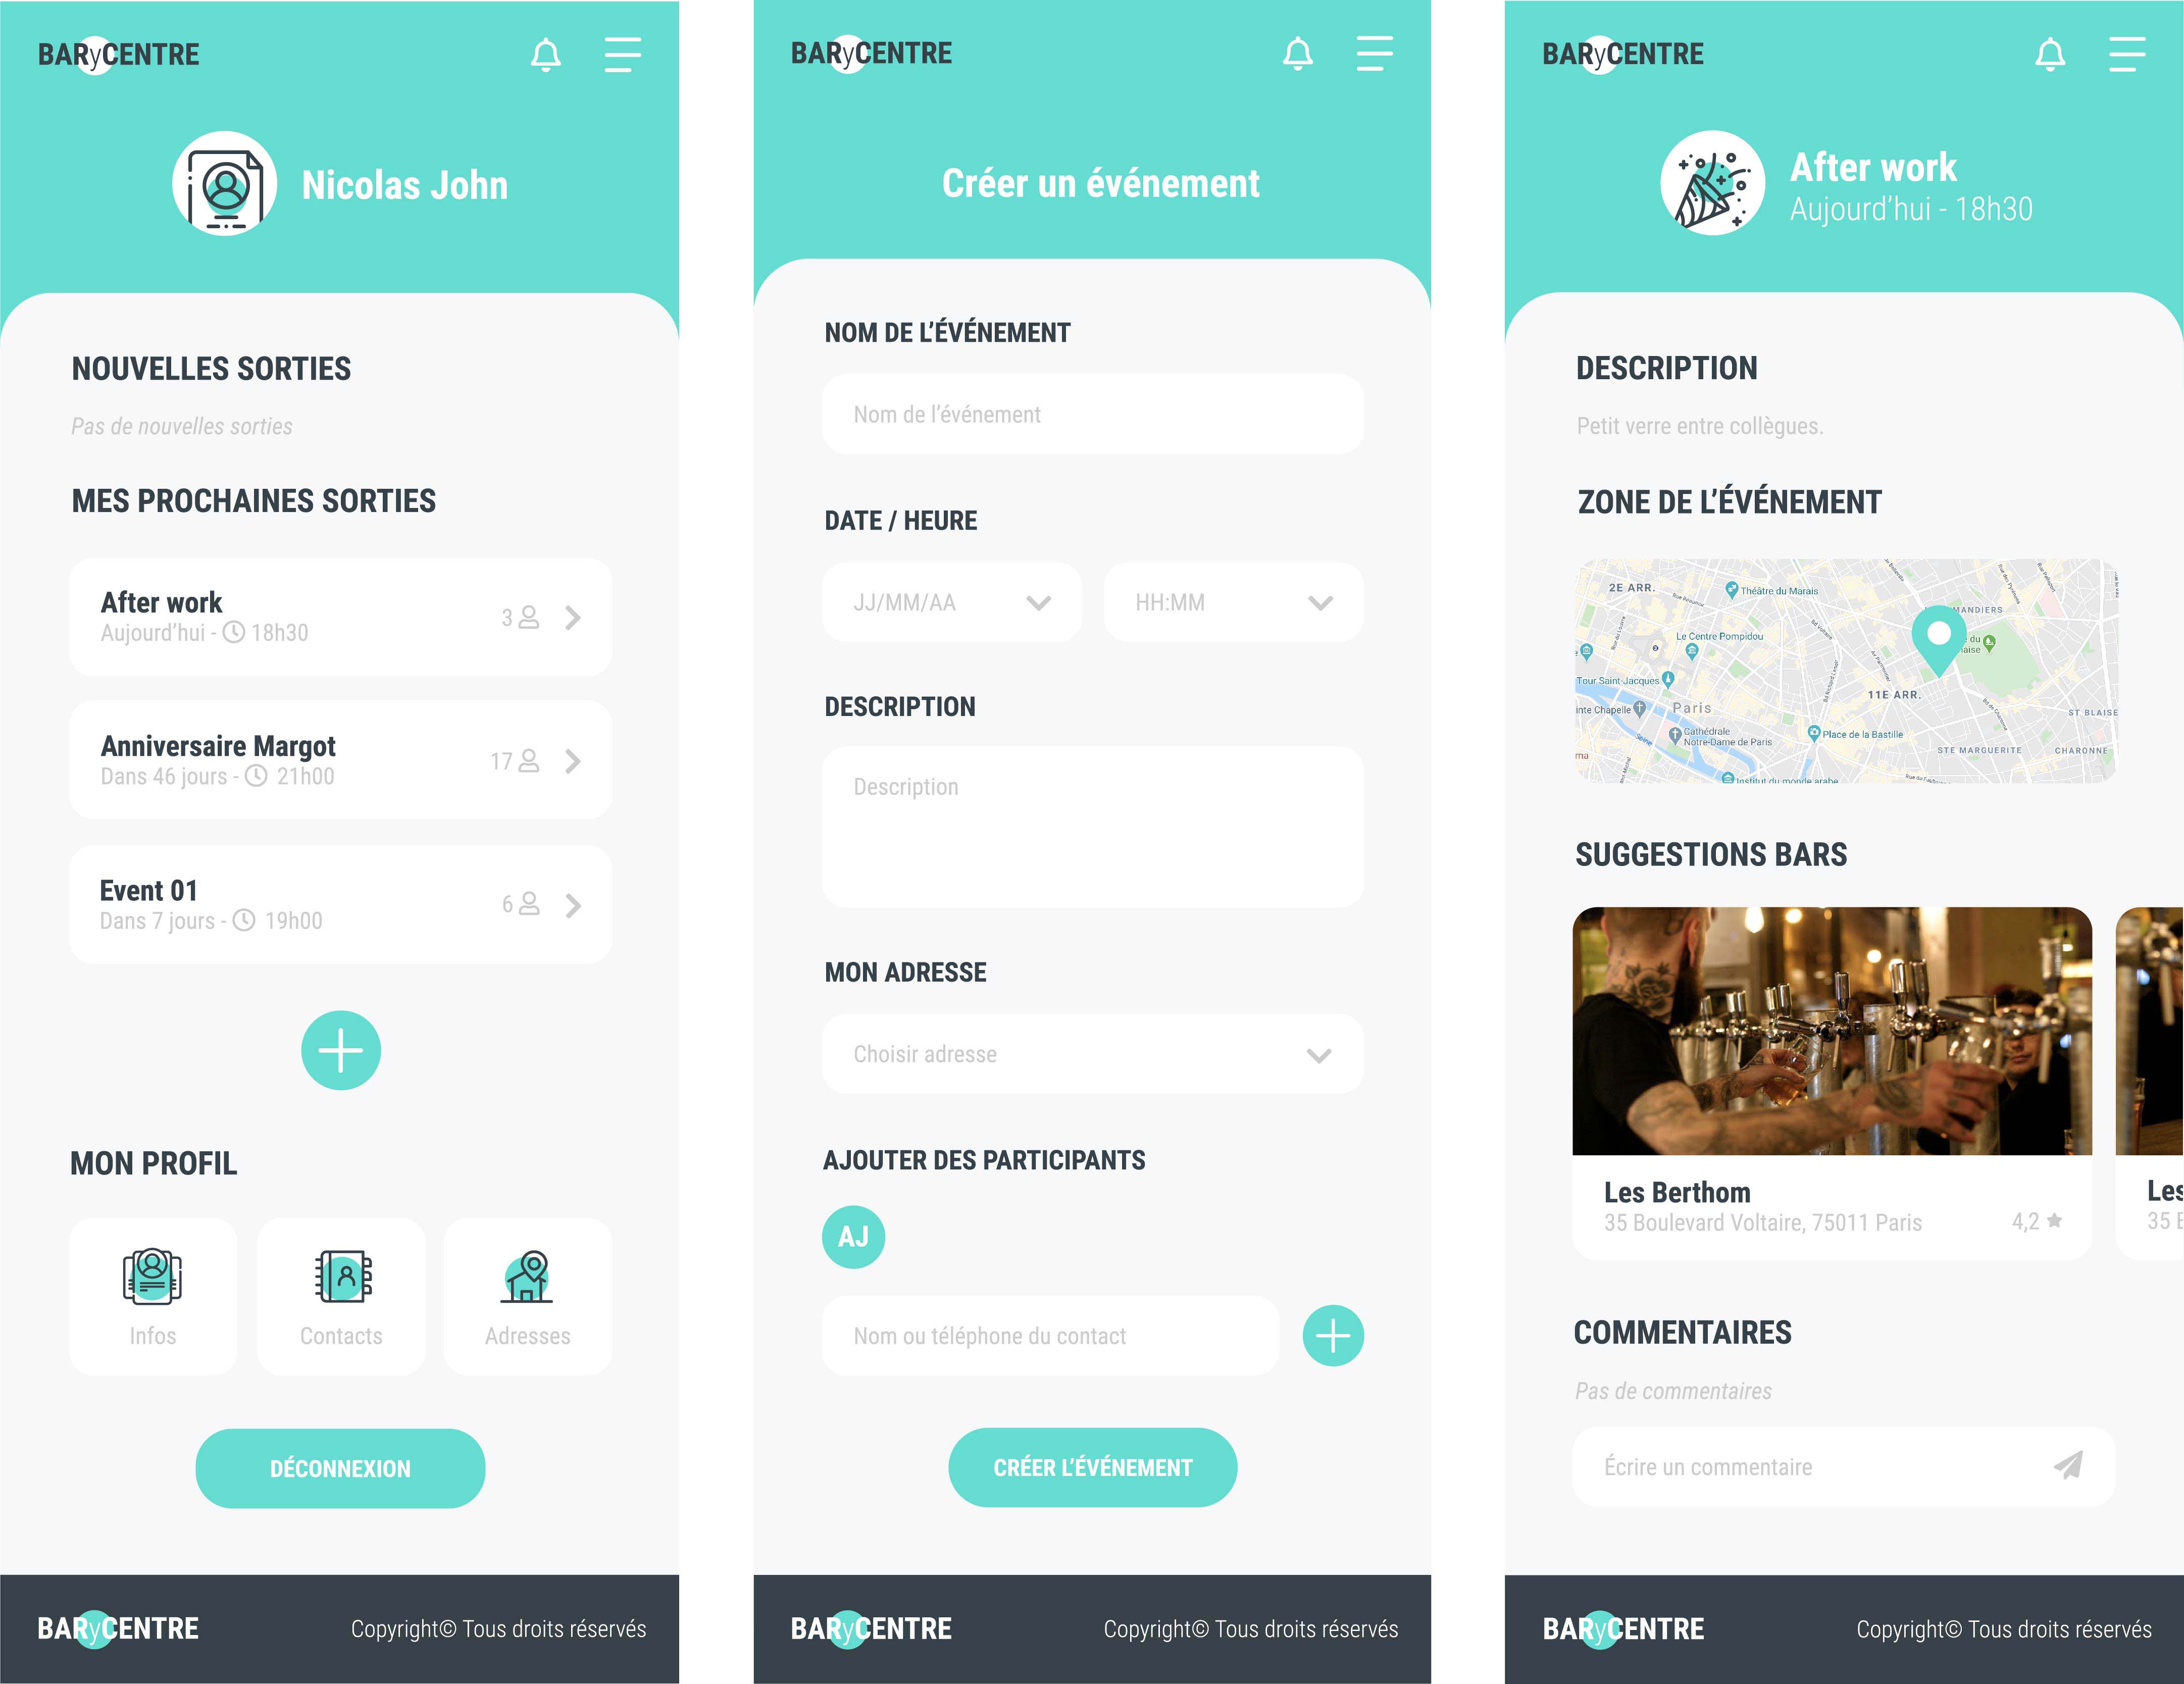 BARyCENTRE
Nicolas John
NOUVELLES SORTIES
Pas de nouvelles sorties
MES PROCHAINES SORTIES
After work
Aujourd’hui - 18h30
3
Anniversaire Margot
Dans 46 jours - 21h00
17
Event 01
Dans 7 jours - 19h00
6
MON PROFIL
Infos
Contacts
Adresses
DÉCONNEXION
BARyCENTRE
Copyright© Tous droits réservés
BARyCENTRE
Créer un événement
NOM DE L’ÉVÉNEMENT
Nom de l’événement
DATE / HEURE
JJ/MM/AA
HH:MM
DESCRIPTION
Description
MON ADRESSE
Choisir adresse
AJOUTER DES PARTICIPANTS
AJ
Nom ou téléphone du contact
CRÉER L’ÉVÉNEMENT
BARyCENTRE
Copyright© Tous droits réservés
BARyCENTRE
After work
Aujourd’hui - 18h30
DESCRIPTION
Petit verre entre collègues.
ZONE DE L’ÉVÉNEMENT
2E ARR.
Théâtre du Marais
MANDIERS
Le Centre Pompidou
du
aise
Tour Saint-Jacques
11E ARR.
inte Chapelle
Paris
ST BLAISE
Cathédrale
Notre-Dame de Paris
Place de la Bastille
STE MARGUERITE
CHARONNE
ma
Seine
Institut du monde arabe
SUGGESTIONS BARS
Les Berthom
35 Boulevard Voltaire, 75011 Paris
4,2
Les
35 B
COMMENTAIRES
Pas de commentaires
Écrire un commentaire
BARyCENTRE
Copyright© Tous droits réservés